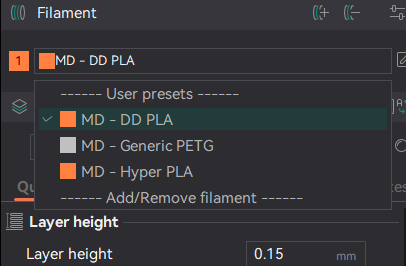 Filament
1
MD - DD PLA
------ User presets ------
MD - DD PLA
MD - Generic PETG
MD - Hyper PLA
------ Add/Remove filament ------
Layer height
Layer height 0.15 mm